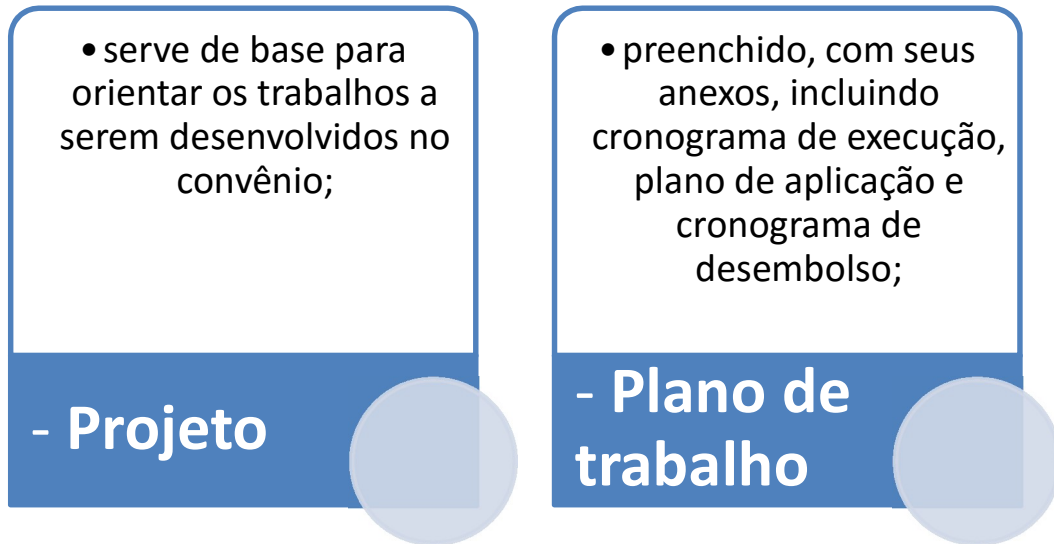 • serve de base para
orientar os trabalhos a
serem desenvolvidos no
convênio;
- Projeto
• preenchido, com seus
anexos, incluindo
cronograma de execução,
plano de aplicação e
cronograma de
desembolso;
- Plano de
trabalho